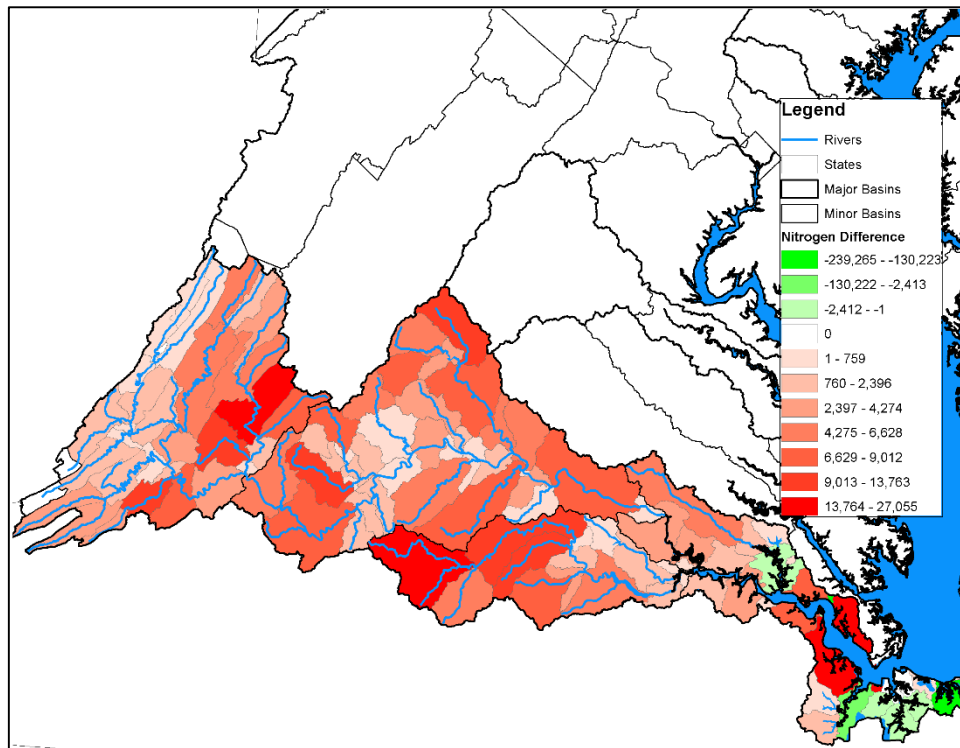 Legend
Rivers
States
Major Basins
Minor Basins
Nitrogen Difference
-239,265 - -130,223
-130,222 - -2,413
-2,412 - -1
0
1 - 759
760 - 2,396
2,397 - 4,274
4,275 - 6,628
6,629 - 9,012
9,013 - 13,763
13,764 - 27,055